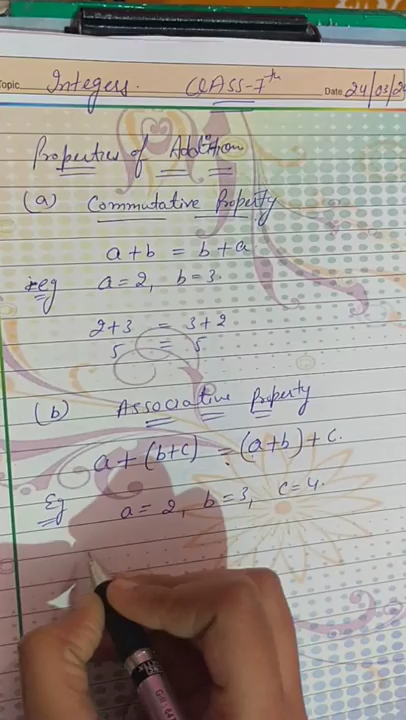 Topic Integers. CLASS-7th Date 24/03/24
Properties of Addition
(a) Commutative Property
a+b = b+a
eg a=2, b=3.
2+3 = 3+2
5 = 5
(b) Associative Property
a+(b+c) = (a+b)+c.
Eg a=2, b=3, c=4.